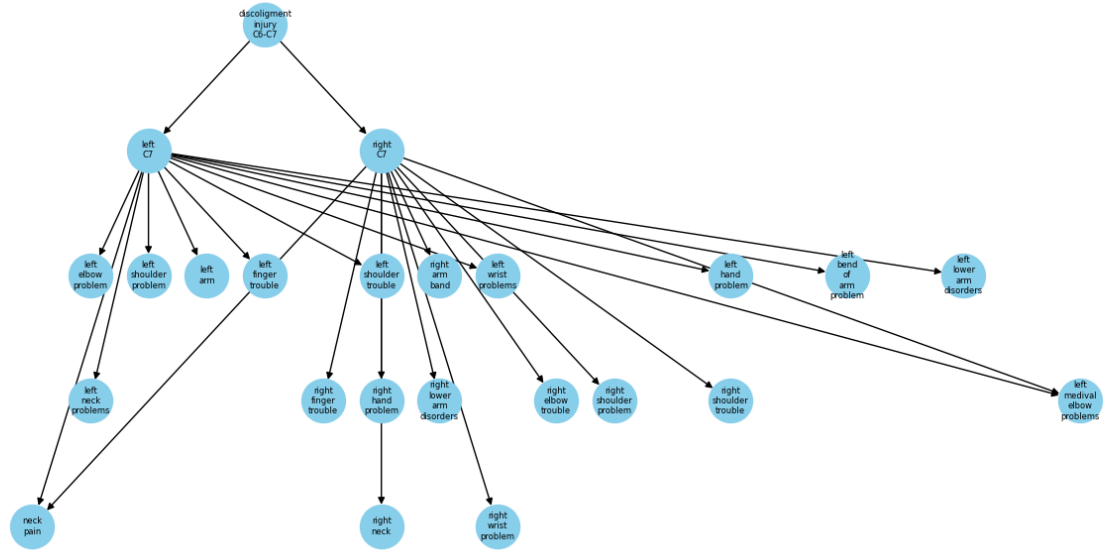 discoligment
injury
C6-C7
left
C7
right
C7
left
elbow
problem
left
shoulder
problem
left
arm
left
finger
trouble
left
shoulder
trouble
right
arm
band
left
wrist
problems
left
hand
problem
left
bend
of
arm
problem
left
lower
arm
disorders
left
neck
problems
right
finger
trouble
right
hand
problem
right
lower
arm
disorders
right
elbow
trouble
right
shoulder
problem
right
shoulder
trouble
left
medival
elbow
problems
neck
pain
right
neck
right
wrist
problem